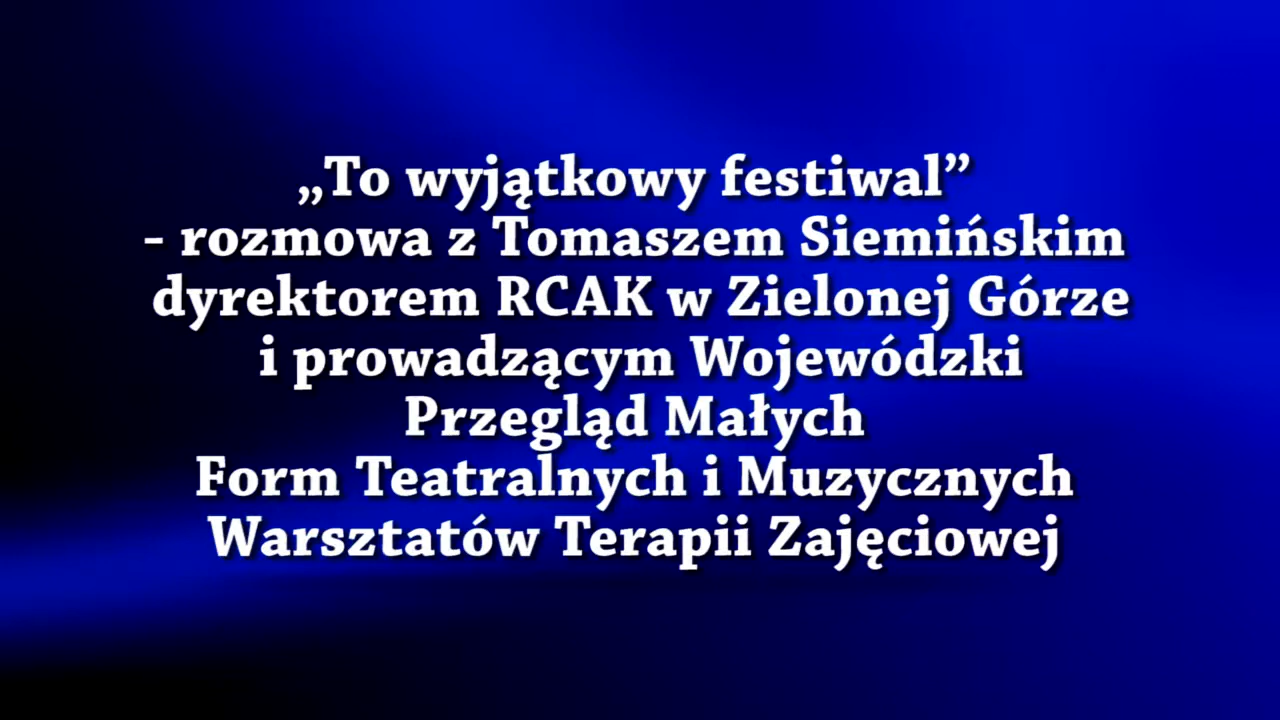 „To wyjątkowy festiwal”
- rozmowa z Tomaszem Siemińskim
dyrektorem RCAK w Zielonej Górze
i prowadzącym Wojewódzki
Przegląd Małych
Form Teatralnych i Muzycznych
Warsztatów Terapii Zajęciowej